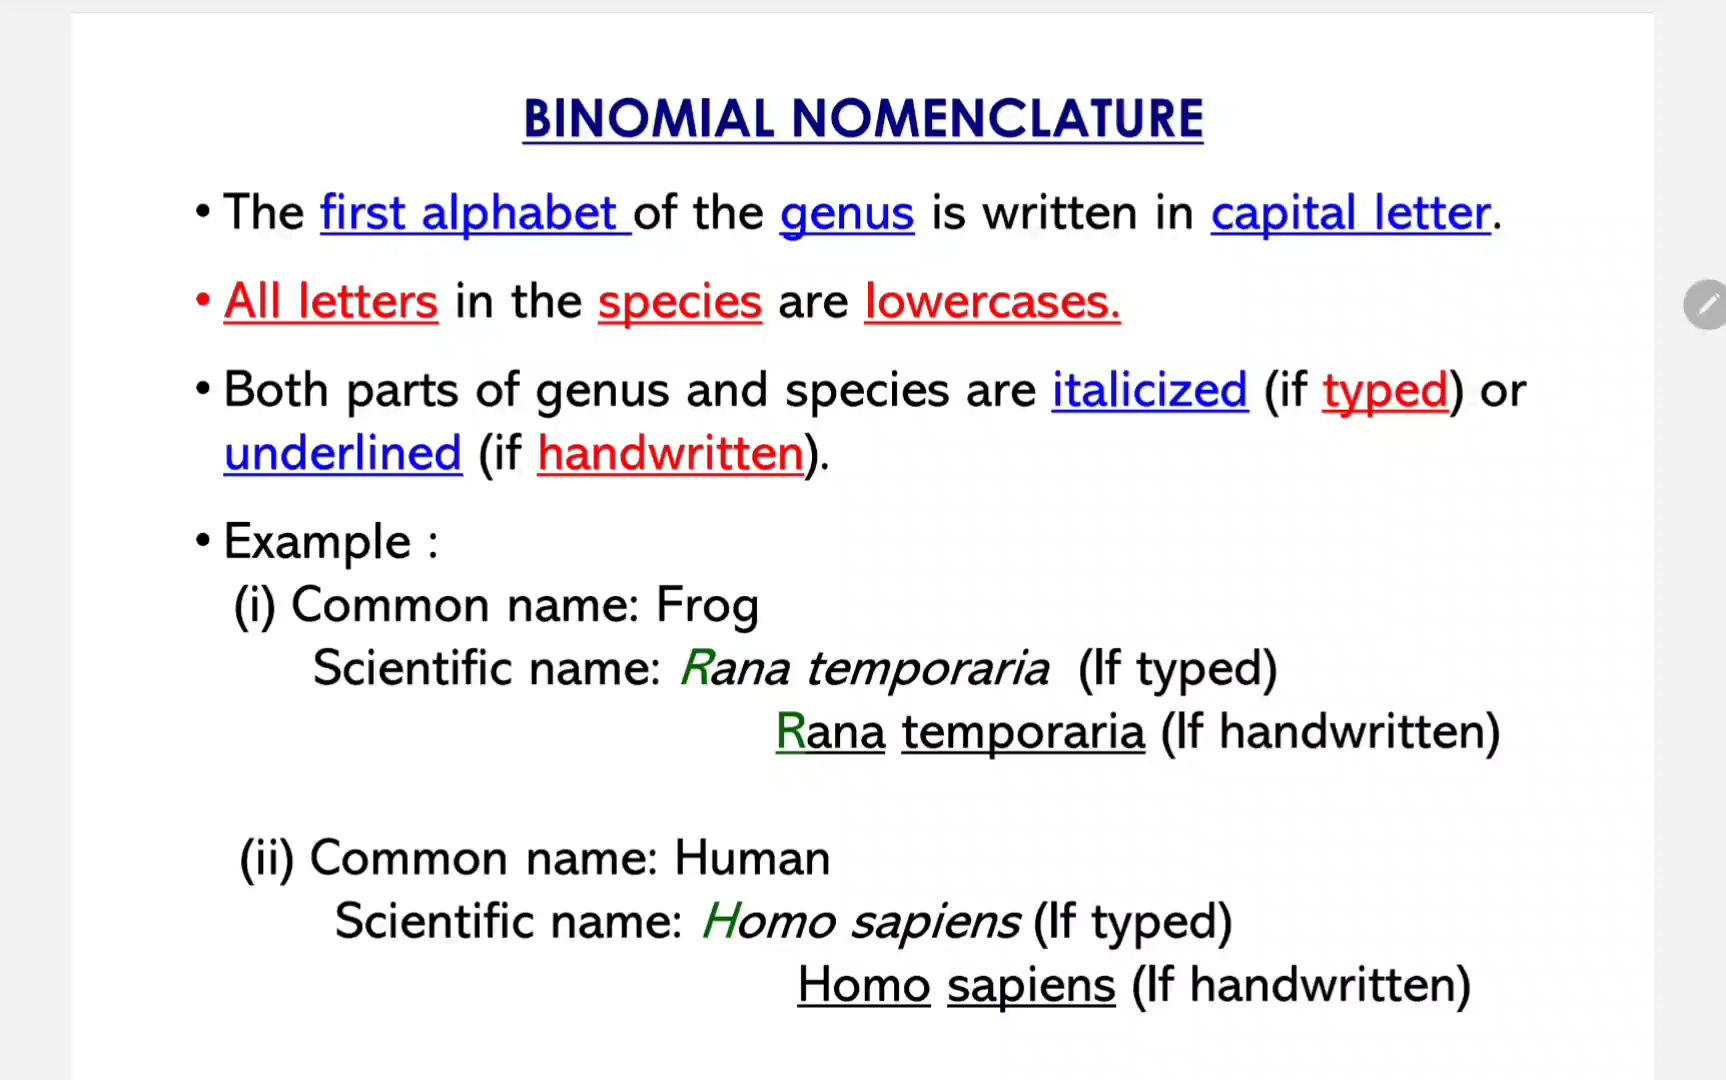 BINOMIAL NOMENCLATURE
• The first alphabet of the genus is written in capital letter.
• All letters in the species are lowercases.
• Both parts of genus and species are italicized (if typed) or
underlined (if handwritten).
• Example :
(i) Common name: Frog
Scientific name: Rana temporaria (If typed)
Rana temporaria (If handwritten)
(ii) Common name: Human
Scientific name: Homo sapiens (If typed)
Homo sapiens (If handwritten)